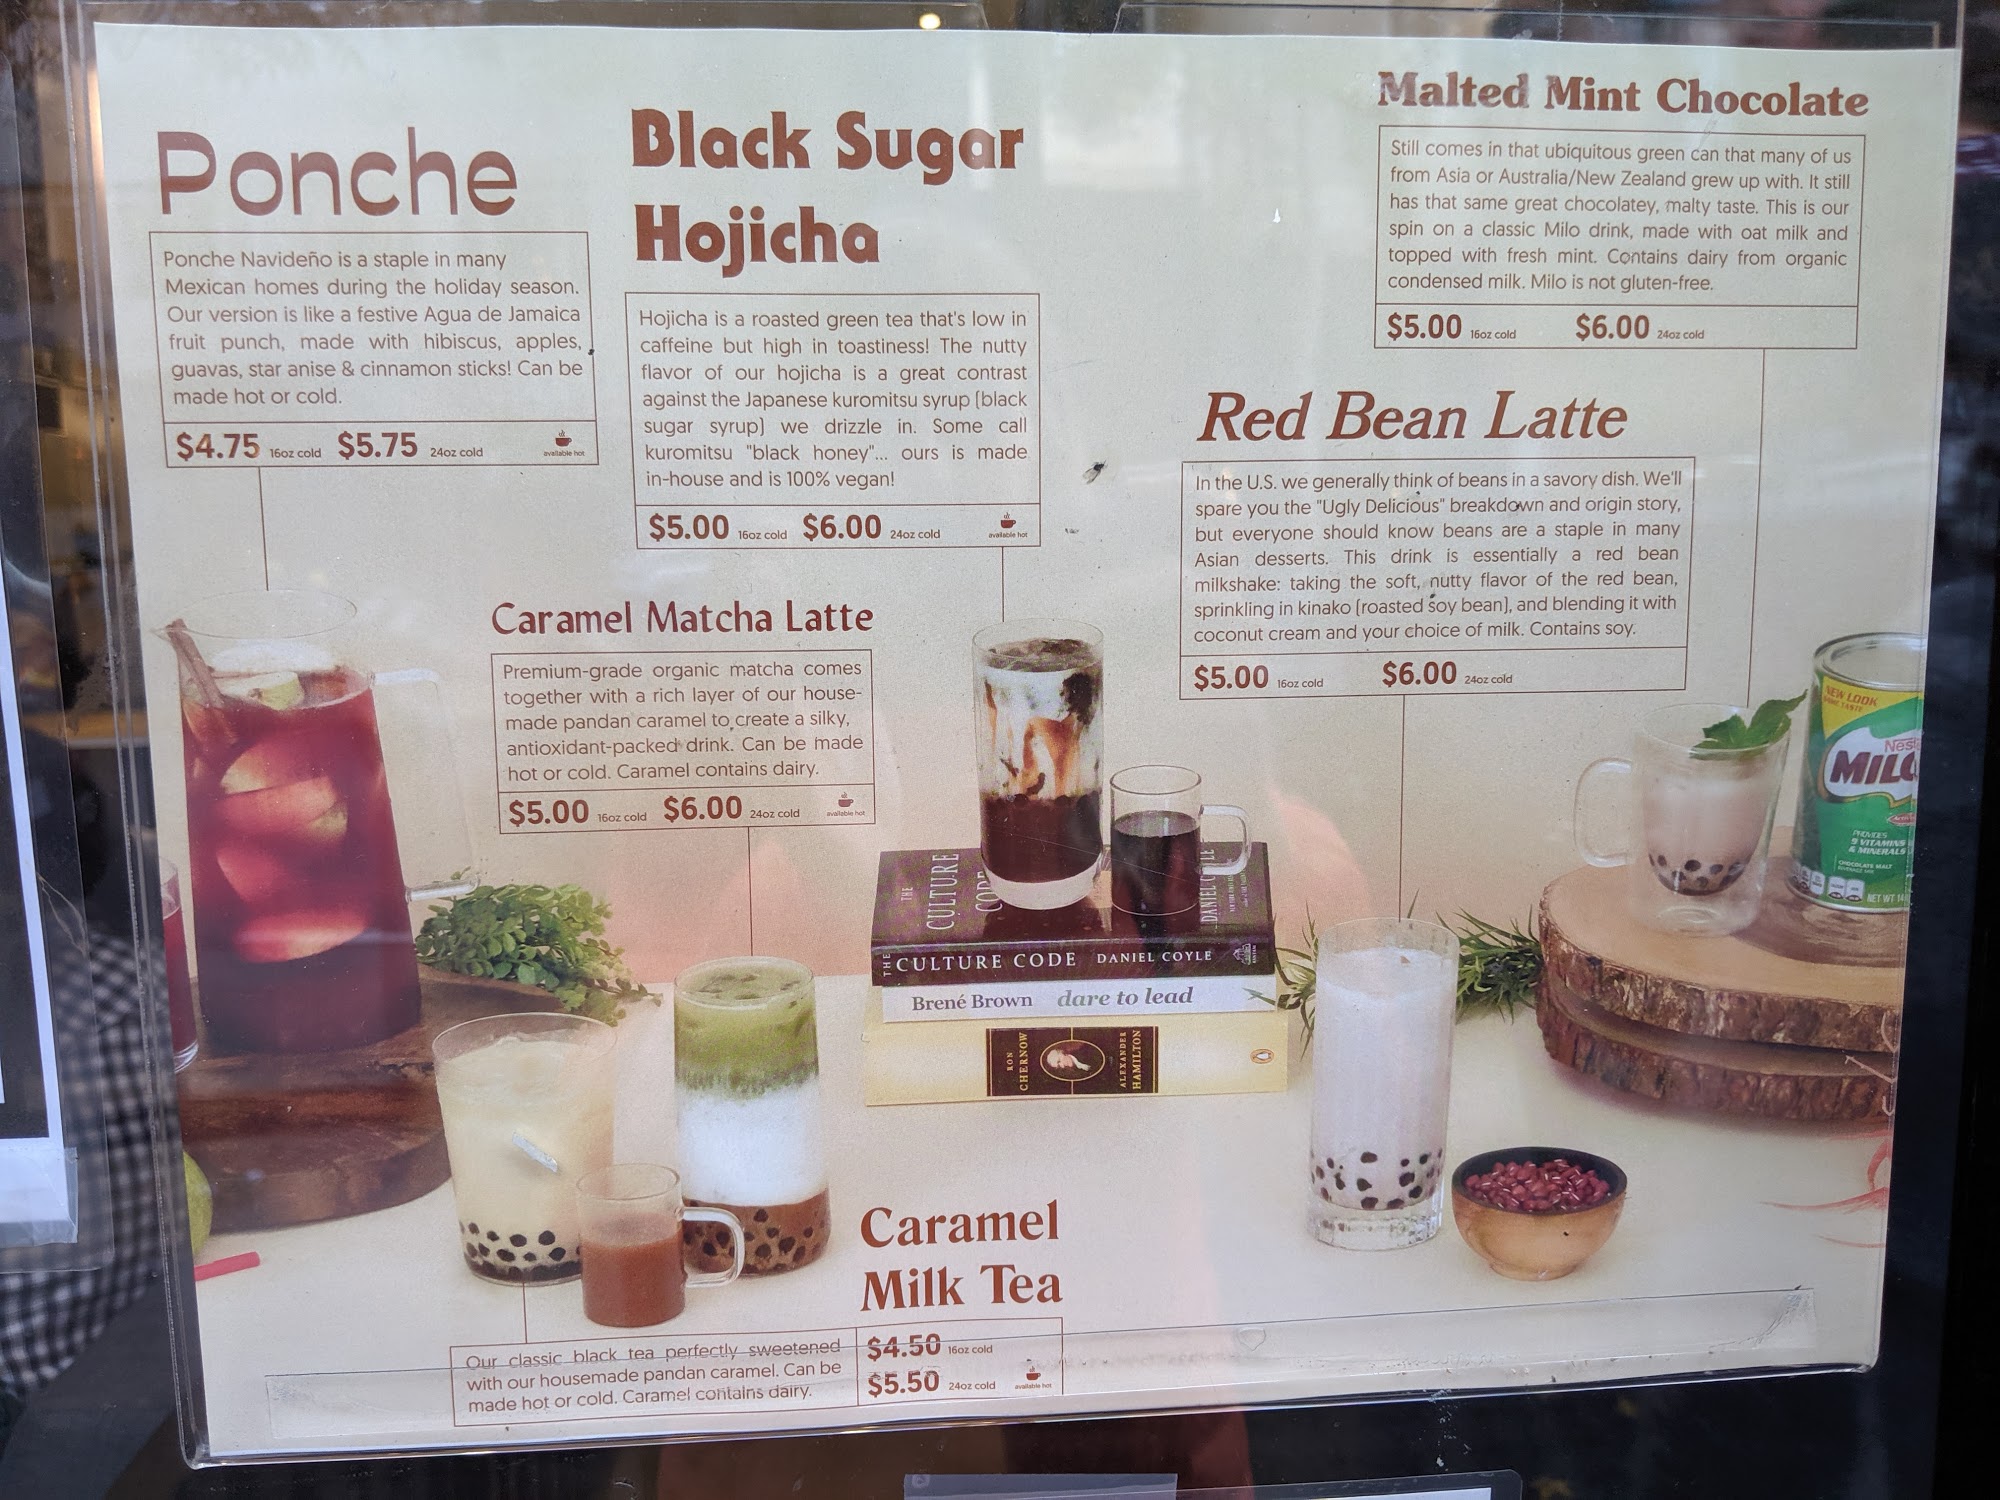 Ponche
Ponche Navideño is a staple in many
Mexican homes during the holiday season.
Our version is like a festive Agua de Jamaica
fruit punch, made with hibiscus, apples,
guavas, star anise & cinnamon sticks! Can be
made hot or cold.
$4.75 16oz cold $5.75 24oz cold available hot
Black Sugar
Hojicha
Hojicha is a roasted green tea that's low in
caffeine but high in toastiness! The nutty
flavor of our hojicha is a great contrast
against the Japanese kuromitsu syrup (black
sugar syrup) we drizzle in. Some call
kuromitsu "black honey"... ours is made
in-house and is 100% vegan!
$5.00 16oz cold $6.00 24oz cold available hot
Malted Mint Chocolate
Still comes in that ubiquitous green can that many of us
from Asia or Australia/New Zealand grew up with. It still
has that same great chocolatey, malty taste. This is our
spin on a classic Milo drink, made with oat milk and
topped with fresh mint. Contains dairy from organic
condensed milk. Milo is not gluten-free.
$5.00 16oz cold $6.00 24oz cold
Red Bean Latte
In the U.S. we generally think of beans in a savory dish. We'll
spare you the "Ugly Delicious" breakdown and origin story,
but everyone should know beans are a staple in many
Asian desserts. This drink is essentially a red bean
milkshake: taking the soft, nutty flavor of the red bean,
sprinkling in kinako (roasted soy bean), and blending it with
coconut cream and your choice of milk. Contains soy.
$5.00 16oz cold $6.00 24oz cold
Caramel Matcha Latte
Premium-grade organic matcha comes
together with a rich layer of our house-
made pandan caramel to create a silky,
antioxidant-packed drink. Can be made
hot or cold. Caramel contains dairy.
$5.00 16oz cold $6.00 24oz cold available hot
NEW LOOK
SAME TASTE
MILO
PROVIDES
9 VITAMINS
& MINERALS
CHOCOLATE MALT
BEVERAGE MIX
NET WT
THE
CULTURE
CODE
THE CULTURE CODE DANIEL COYLE
Brené Brown dare to lead
RON
CHERNOW
ALEXANDER
HAMILTON
Caramel
Milk Tea
Our classic black tea perfectly sweetened
with our housemade pandan caramel. Can be
made hot or cold. Caramel contains dairy.
$4.50 16oz cold
$5.50 24oz cold available hot